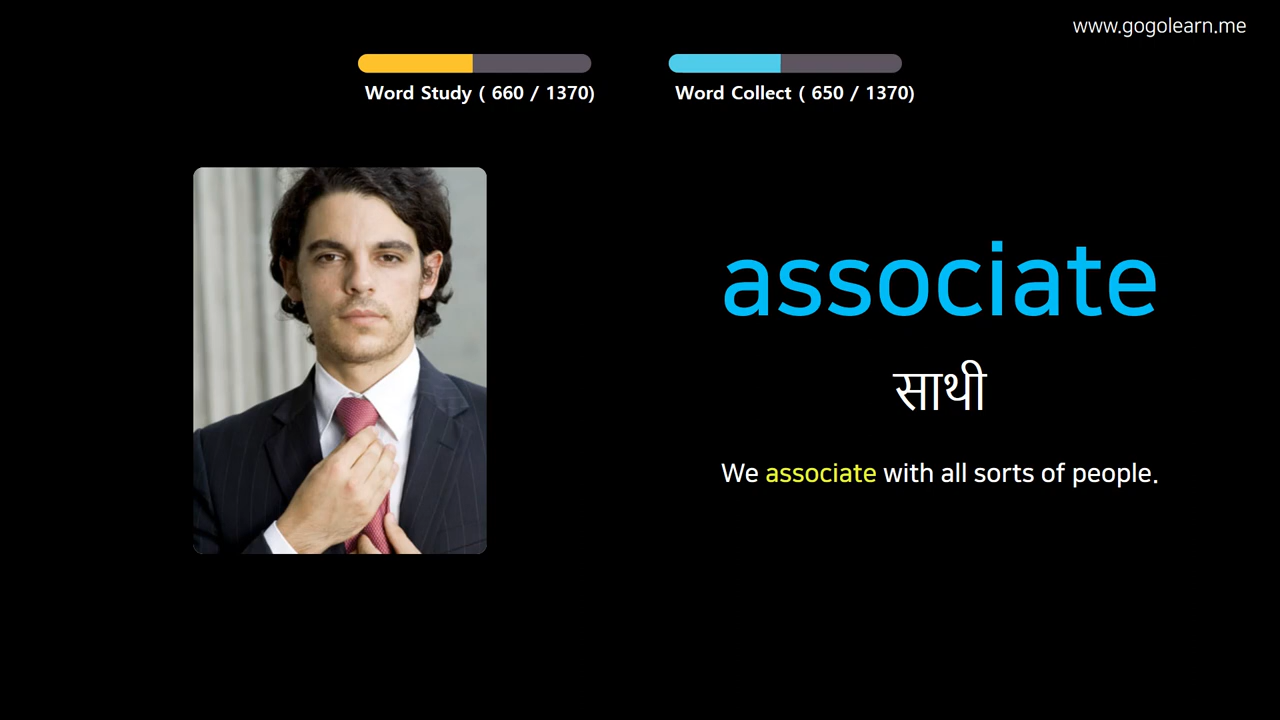 www.gogolearn.me
Word Study ( 660 / 1370)
Word Collect ( 650 / 1370)
associate
साथी
We associate with all sorts of people.